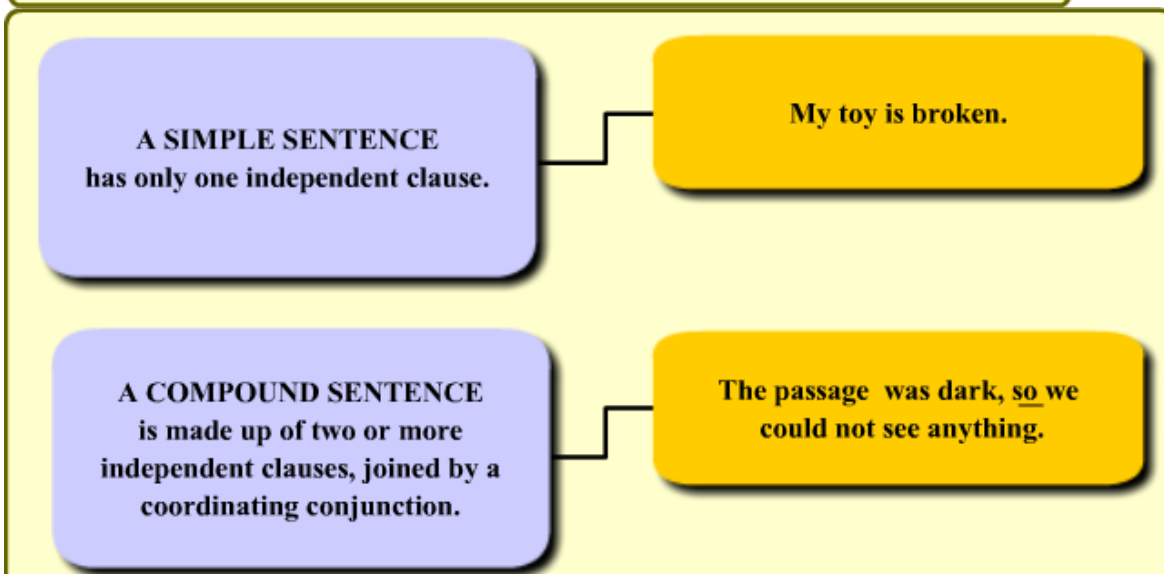 A SIMPLE SENTENCE
has only one independent clause.
My toy is broken.
A COMPOUND SENTENCE
is made up of two or more
independent clauses, joined by a
coordinating conjunction.
The passage  was dark, so we
could not see anything.